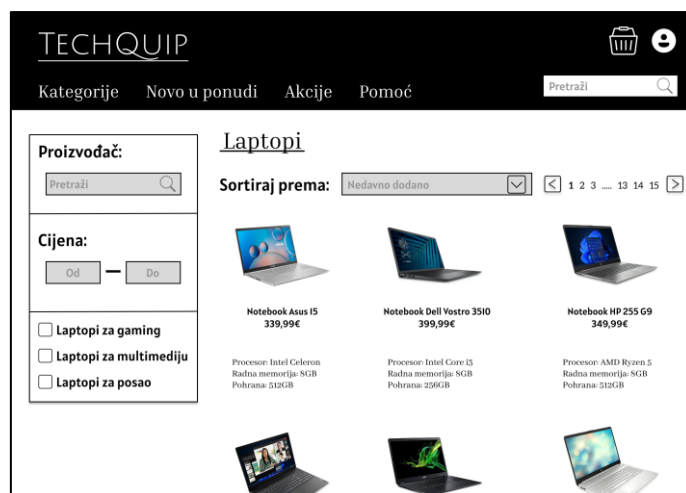 TECHQUIP
Kategorije Novo u ponudi Akcije Pomoć
Pretraži
Proizvođač:
Pretraži
Cijena:
Od — Do
Laptopi za gaming
Laptopi za multimediju
Laptopi za posao
Laptopi
Sortiraj prema: Nedavno dodano < 1 2 3 .... 13 14 15 >
Notebook Asus I5
339,99€
Procesor: Intel Celeron
Radna memorija: 8GB
Pohrana: 512GB
Notebook Dell Vostro 3510
399,99€
Procesor: Intel Core i3
Radna memorija: 8GB
Pohrana: 256GB
Notebook HP 255 G9
349,99€
Procesor: AMD Ryzen 5
Radna memorija: 8GB
Pohrana: 512GB